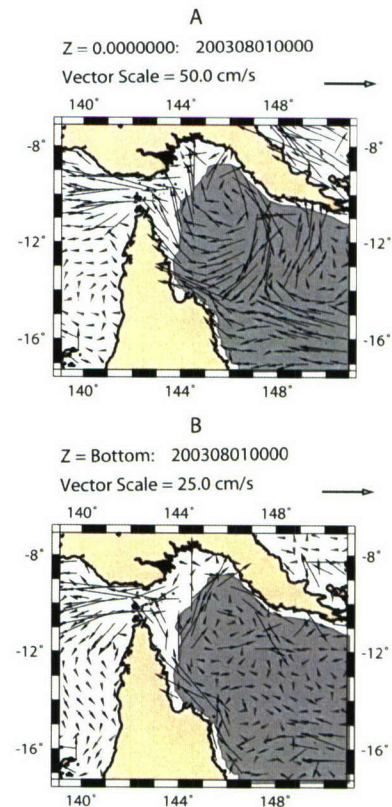 A
Z = 0.0000000: 200308010000
Vector Scale = 50.0 cm/s
140° 144° 148°
-8°
-12°
-16°
-8°
-12°
-16°
140° 144° 148°
B
Z = Bottom: 200308010000
Vector Scale = 25.0 cm/s
140° 144° 148°
-8°
-12°
-16°
-8°
-12°
-16°
140° 144° 148°